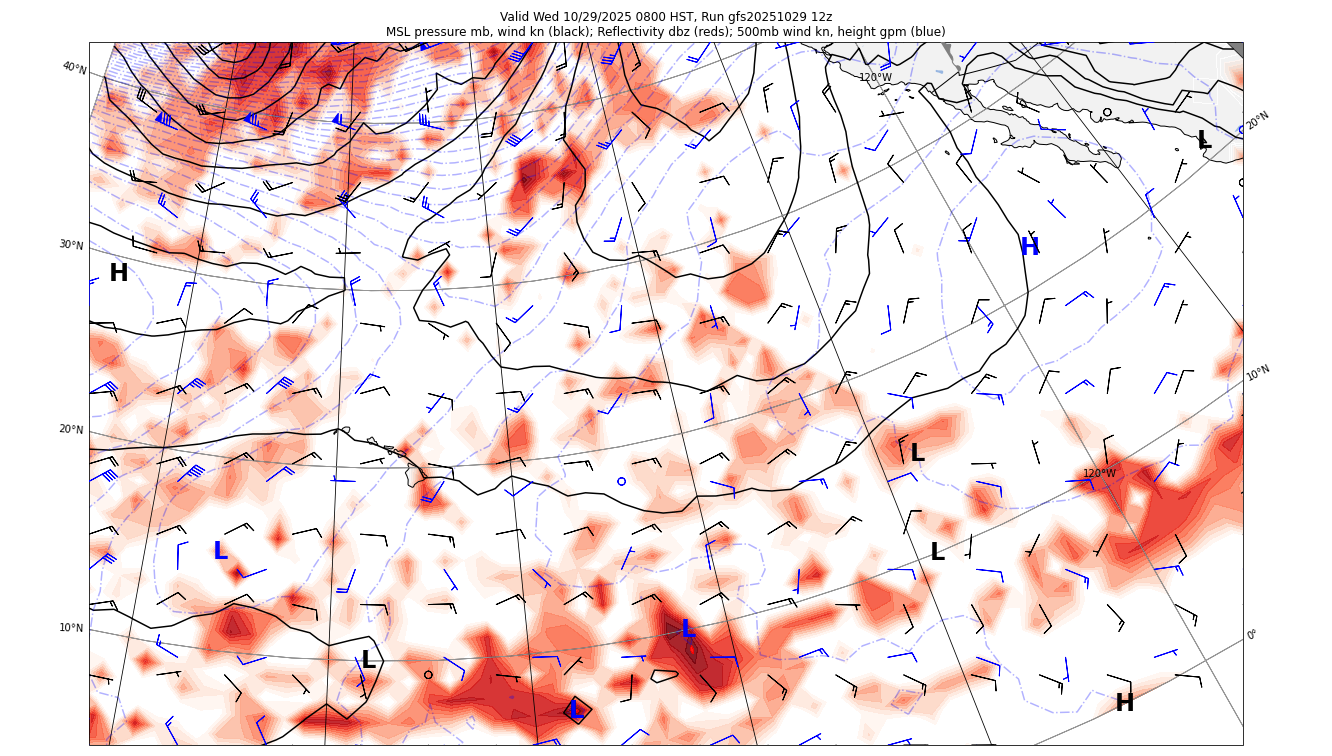 Valid Wed 10/29/2025 0800 HST, Run gfs20251029 12z
MSL pressure mb, wind kn (black); Reflectivity dbz (reds); 500mb wind kn, height gpm (blue)
40°N
120°W
20°N
L
30°N
H
H
10°N
20°N
L
120°W
L
L
10°N
L
0°
L
H
L